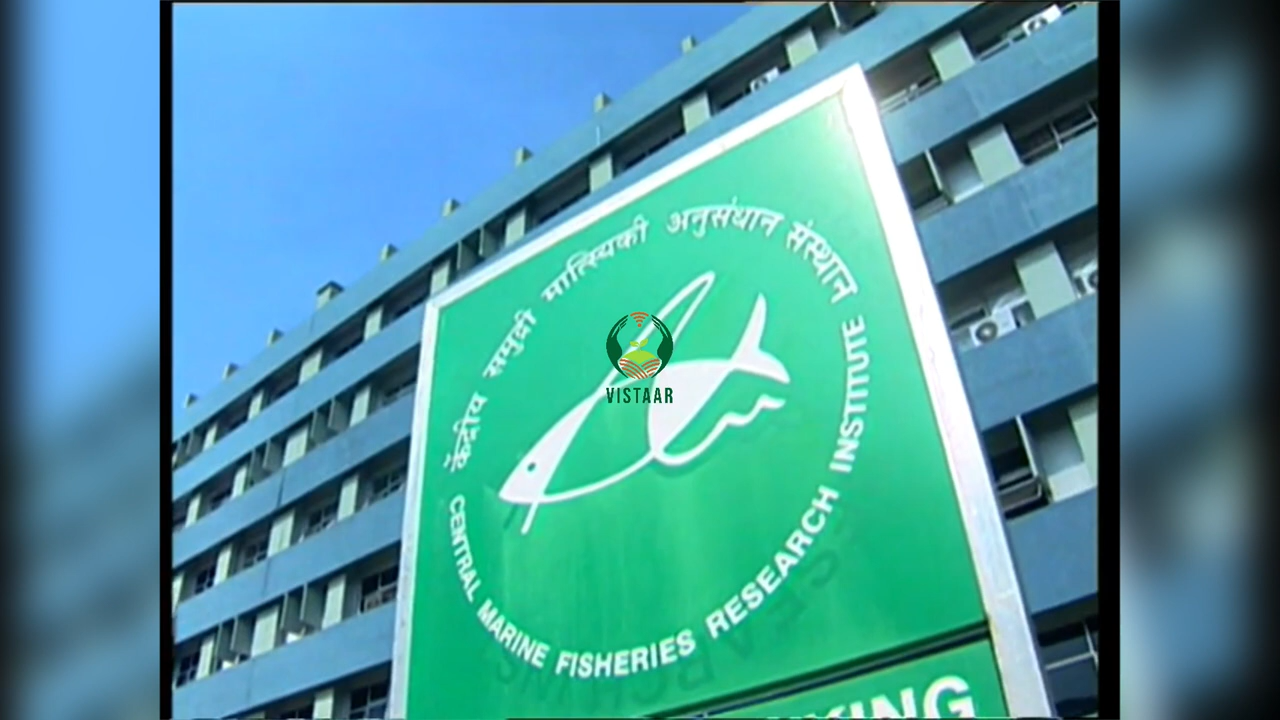 केंद्रीय समुद्री मात्स्यिकी अनुसंधान संस्थान
CENTRAL MARINE FISHERIES RESEARCH INSTITUTE
VISTAAR